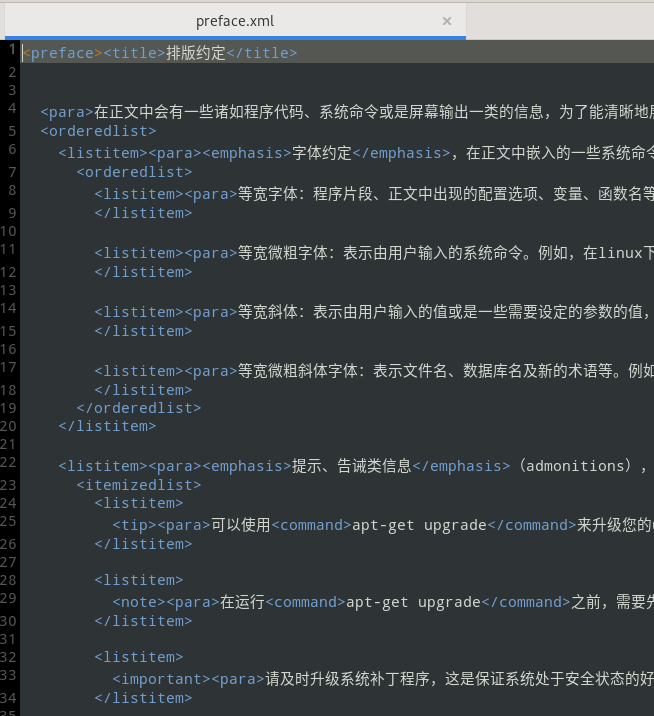 preface.xml
×
1 <preface><title>排版约定</title>
2
3
4 <para>在正文中会有一些诸如程序代码、系统命令或是屏幕输出一类的信息，为了能清晰地
5 <orderedlist>
6 <listitem><para><emphasis>字体约定</emphasis>，在正文中嵌入的一些系统命令
7 <orderedlist>
8 <listitem><para>等宽字体：程序片段、正文中出现的配置选项、变量、函数名等
9 </listitem>
10
11 <listitem><para>等宽微粗字体：表示由用户输入的系统命令。例如，在linux下
12 </listitem>
13
14 <listitem><para>等宽斜体：表示由用户输入的值或是一些需要设定的参数的值，
15 </listitem>
16
17 <listitem><para>等宽微粗斜体字体：表示文件名、数据库名及新的术语等。例如
18 </listitem>
19 </orderedlist>
20 </listitem>
21
22 <listitem><para><emphasis>提示、告诫类信息</emphasis>（admonitions），
23 <itemizedlist>
24 <listitem>
25 <tip><para>可以使用<command>apt-get upgrade</command>来升级您的
26 </listitem>
27
28 <listitem>
29 <note><para>在运行<command>apt-get upgrade</command>之前，需要先
30 </listitem>
31
32 <listitem>
33 <important><para>请及时升级系统补丁程序，这是保证系统处于安全状态的好
34 </listitem>
35